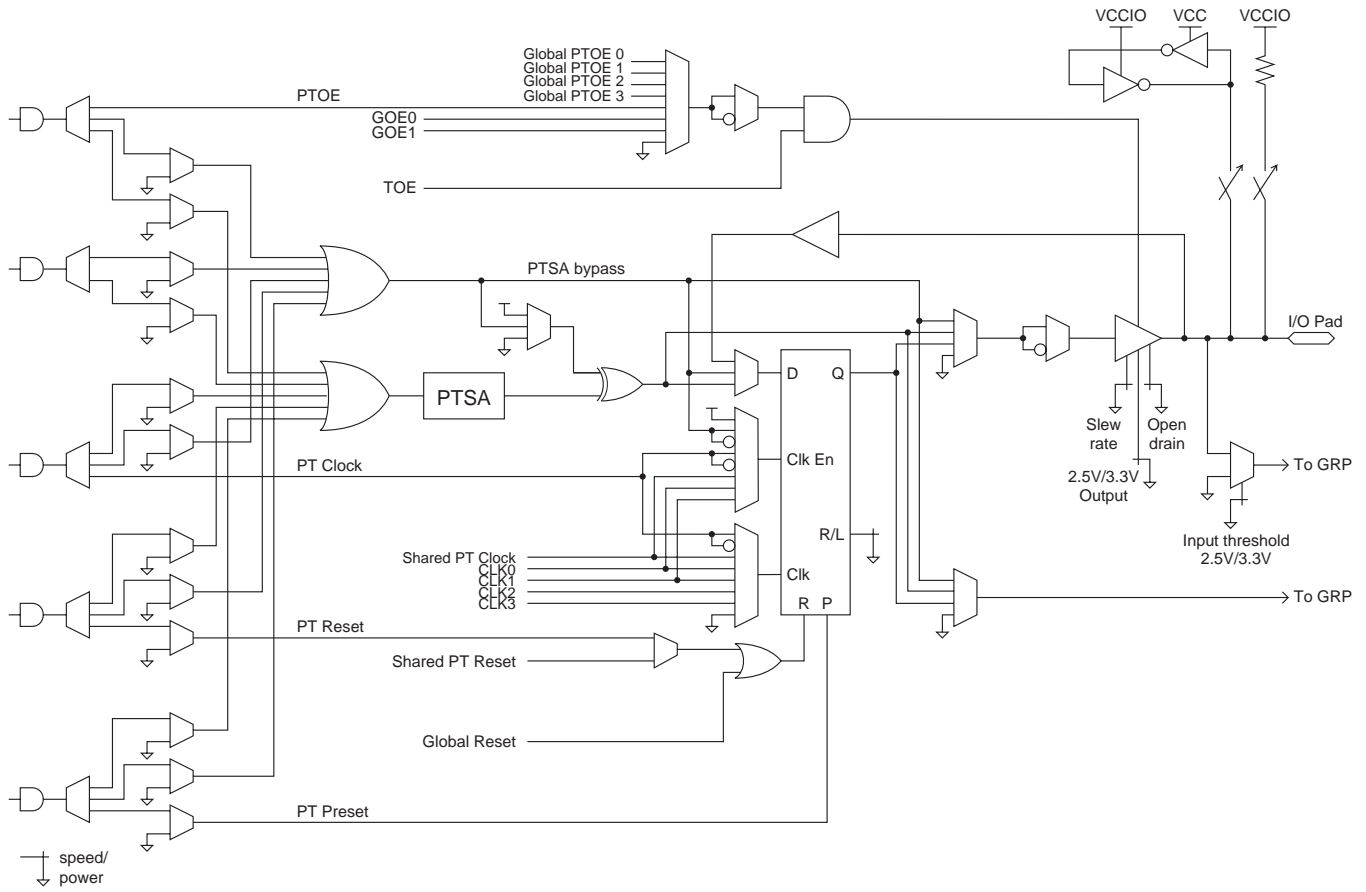 VCCIO
VCC
VCCIO
Global PTOE 0
Global PTOE 1
Global PTOE 2
Global PTOE 3
PTOE
GOE0
GOE1
TOE
PTSA bypass
I/O Pad
D
Q
PTSA
Slew
rate
Open
drain
PT Clock
Clk En
To GRP
2.5V/3.3V
Output
R/L
Input threshold
2.5V/3.3V
Shared PT Clock
CLK0
CLK1
CLK2
CLK3
Clk
R P
To GRP
PT Reset
Shared PT Reset
Global Reset
PT Preset
speed/
power